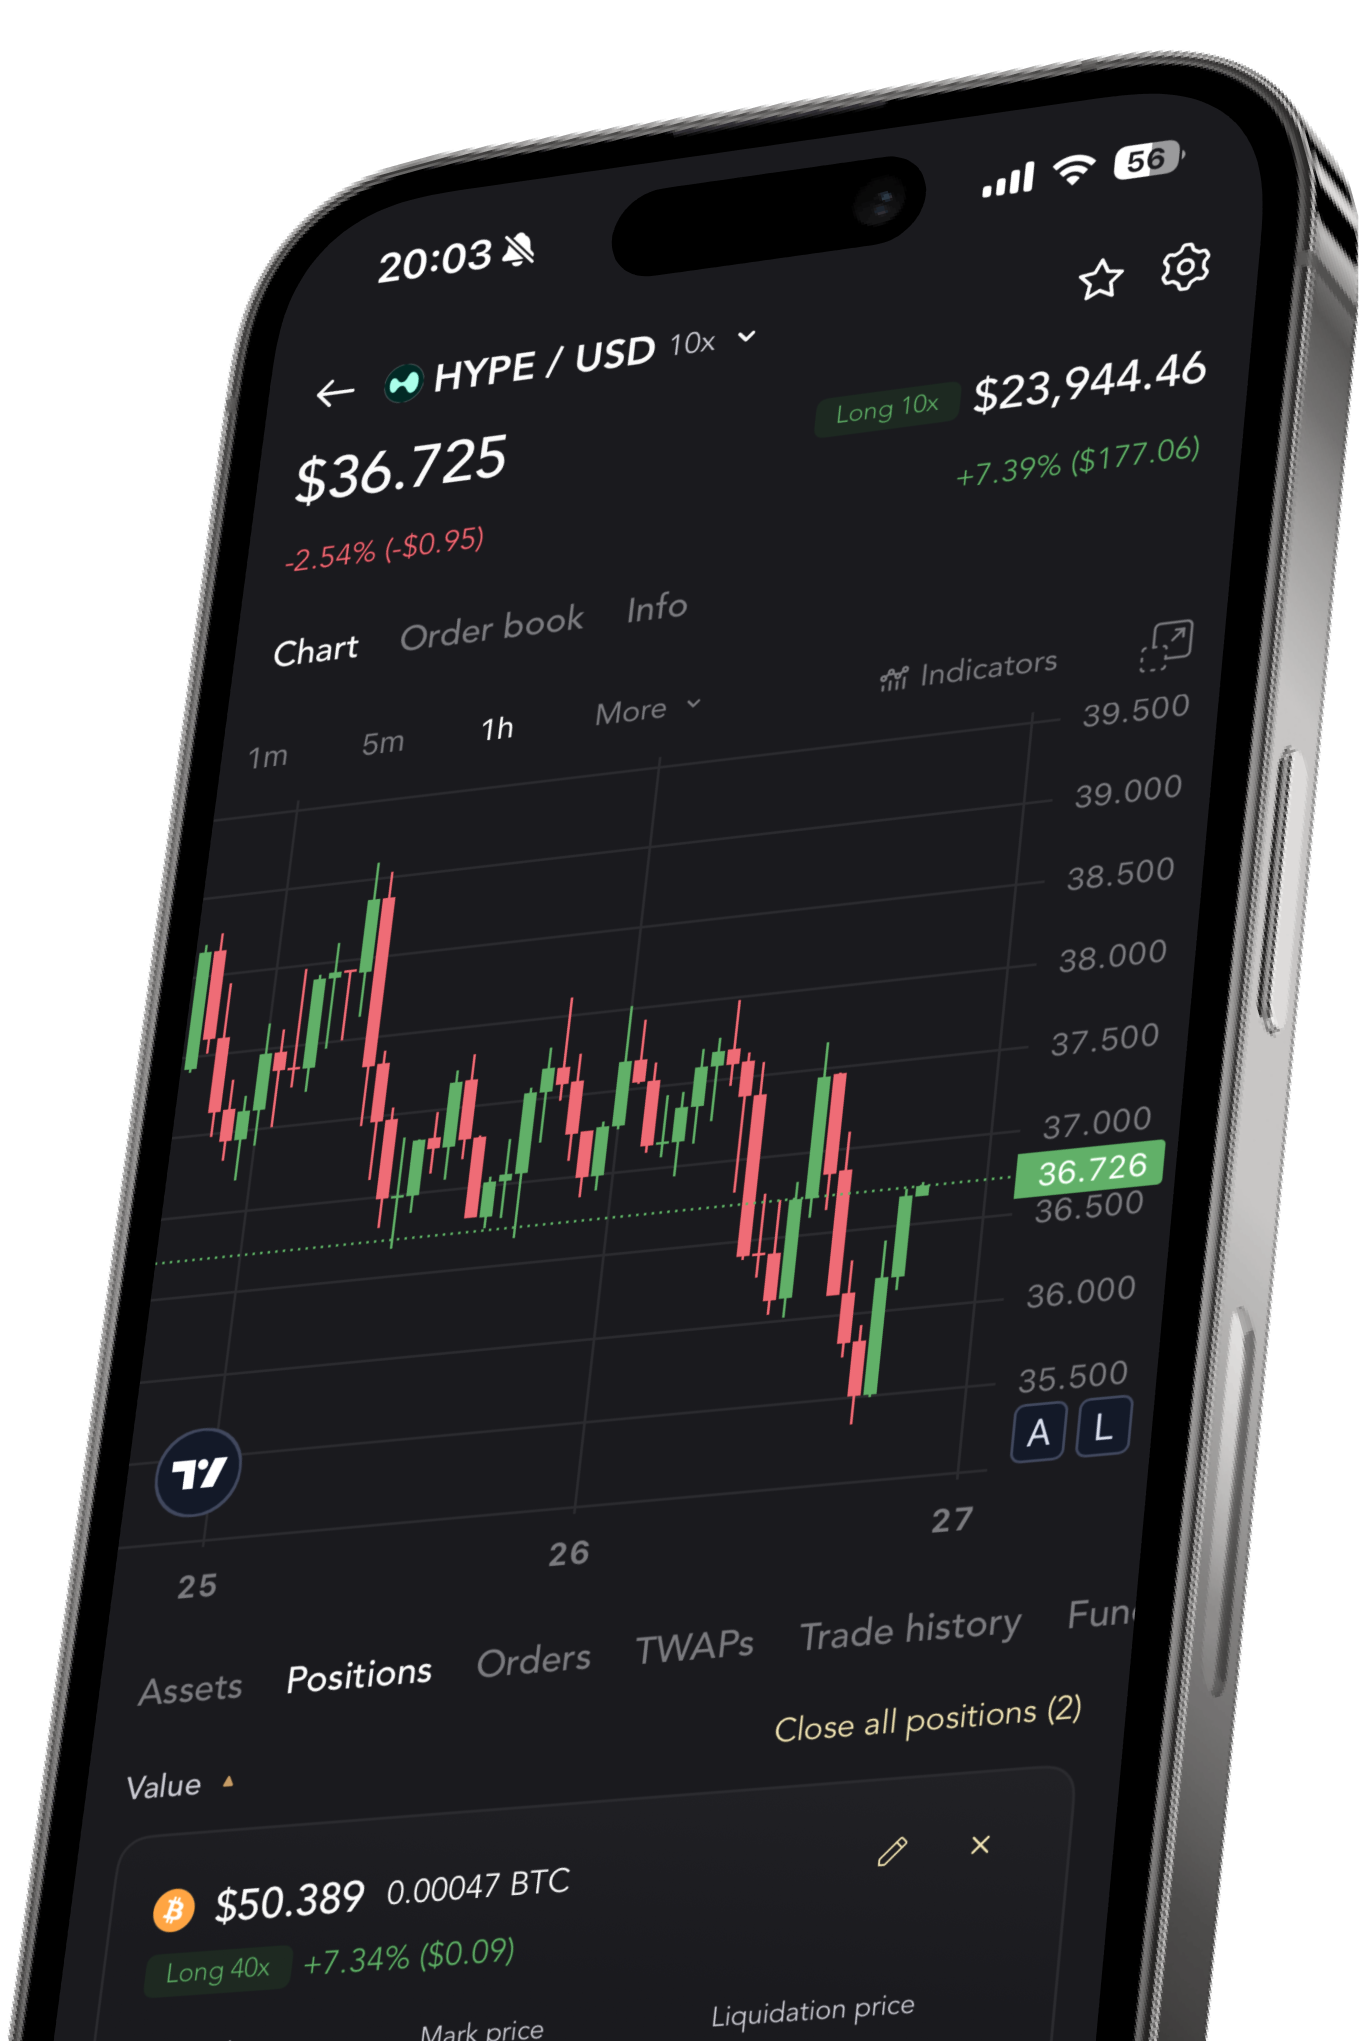 20:03
56
HYPE / USD 10x
$36.725
Long 10x $23,944.46
-2.54% (-$0.95)
+7.39% ($177.06)
Chart Order book Info
1m 5m 1h More Indicators
39.500
39.000
38.500
38.000
37.500
37.000
36.726
36.500
36.000
35.500
A L
25 26 27
Assets Positions Orders TWAPs Trade history Fun
Close all positions (2)
Value
$50.389 0.00047 BTC
Long 40x +7.34% ($0.09)
Mark price Liquidation price